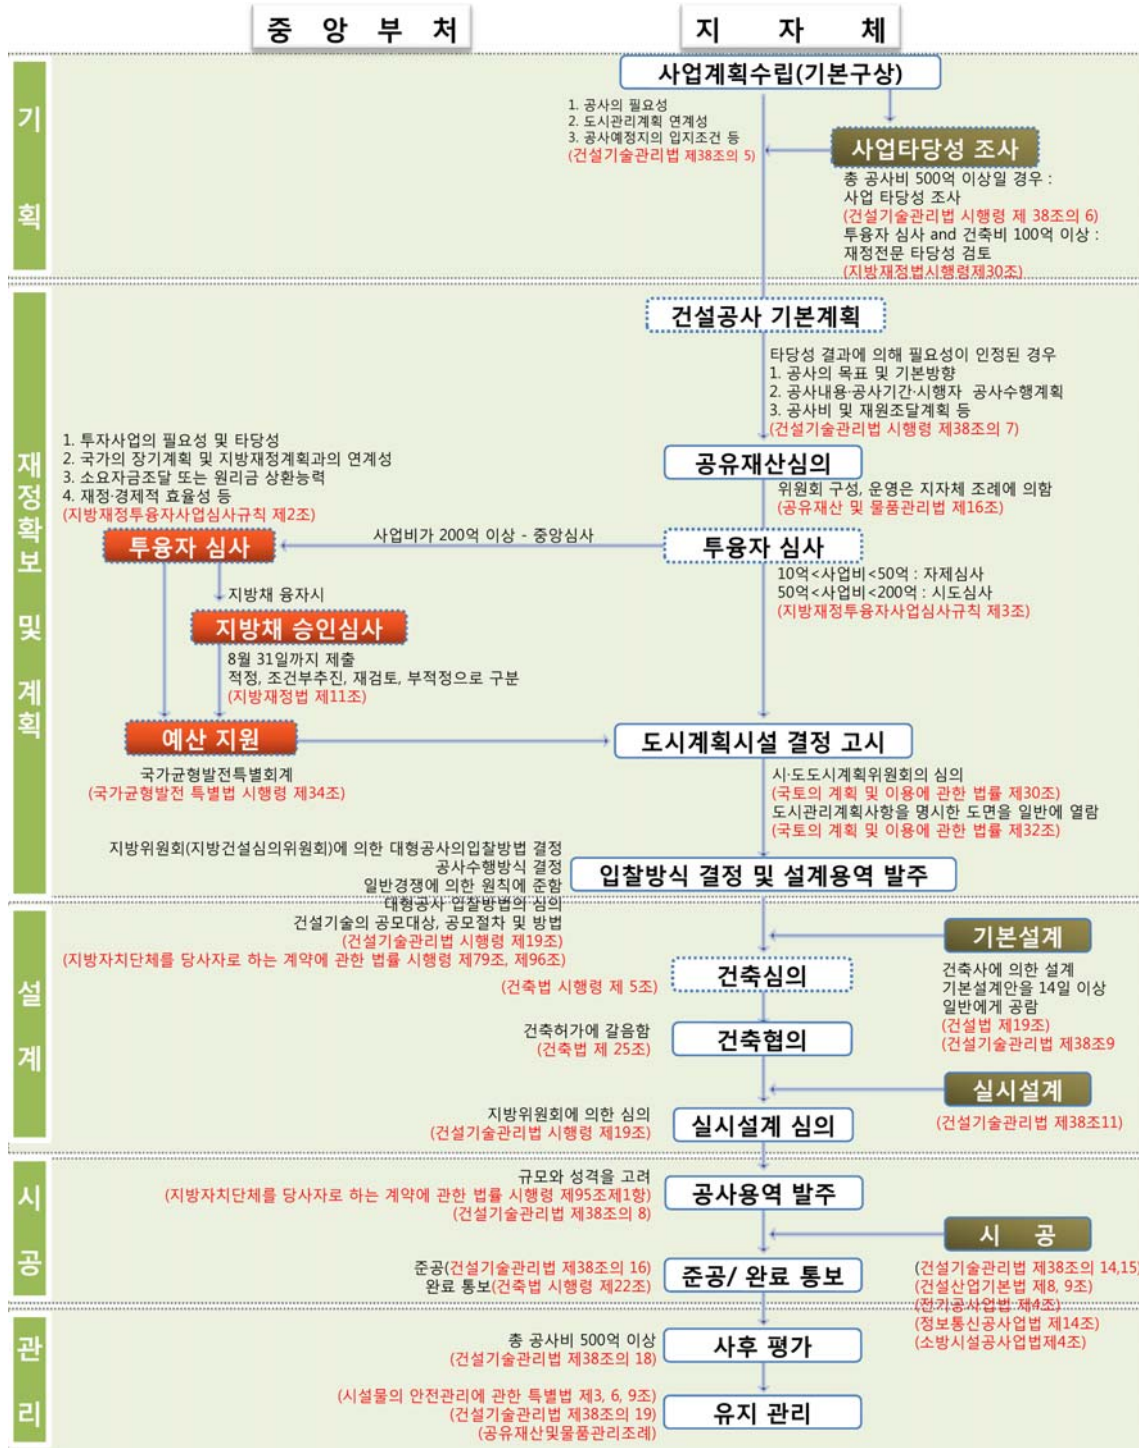 중 앙 부 처
지 자 체
기 획
사업계획수립(기본구상)
1. 공사의 필요성
2. 도시관리계획 연계성
3. 공사예정지의 입지조건 등
(건설기술관리법 제38조의 5)
사업타당성 조사
총 공사비 500억 이상일 경우 :
사업 타당성 조사
(건설기술관리법 시행령 제 38조의 6)
투융자 심사 and 건축비 100억 이상 :
재정전문 타당성 검토
(지방재정법시행령제30조)
재정확보 및 계획
건설공사 기본계획
타당성 결과에 의해 필요성이 인정된 경우
1. 공사의 목표 및 기본방향
2. 공사내용·공사기간·시행자 공사수행계획
3. 공사비 및 재원조달계획 등
(건설기술관리법 시행령 제38조의 7)
공유재산심의
위원회 구성, 운영은 지자체 조례에 의함
(공유재산 및 물품관리법 제16조)
1. 투자사업의 필요성 및 타당성
2. 국가의 장기계획 및 지방재정계획과의 연계성
3. 소요자금조달 또는 원리금 상환능력
4. 재정·경제적 효율성 등
(지방재정투융자사업심사규칙 제2조)
투융자 심사
사업비가 200억 이상 - 중앙심사
투융자 심사
10억<사업비<50억 : 자제심사
50억<사업비<200억 : 시도심사
(지방재정투융자사업심사규칙 제3조)
지방채 융자시
지방채 승인심사
8월 31일까지 제출
적정, 조건부추진, 재검토, 부적정으로 구분
(지방재정법 제11조)
예산 지원
국가균형발전특별회계
(국가균형발전 특별법 시행령 제34조)
도시계획시설 결정 고시
시·도도시계획위원회의 심의
(국토의 계획 및 이용에 관한 법률 제30조)
도시관리계획사항을 명시한 도면을 일반에 열람
(국토의 계획 및 이용에 관한 법률 제32조)
지방위원회(지방건설심의위원회)에 의한 대형공사의입찰방법 결정
공사수행방식 결정
일반경쟁에 의한 원칙에 준함
입찰방식 결정 및 설계용역 발주
대형공사 입찰방법의 심의
건설기술의 공모대상, 공모절차 및 방법
(건설기술관리법 시행령 제19조)
(지방자치단체를 당사자로 하는 계약에 관한 법률 시행령 제79조, 제96조)
설 계
기본설계
건축사에 의한 설계
기본설계안을 14일 이상
일반에게 공람
(건설법 제19조)
(건설기술관리법 제38조9
건축심의
(건축법 시행령 제 5조)
건축허가에 갈음함
(건축법 제 25조)
건축협의
실시설계
(건설기술관리법 제38조11)
지방위원회에 의한 심의
(건설기술관리법 시행령 제19조)
실시설계 심의
시 공
규모와 성격을 고려
(지방자치단체를 당사자로 하는 계약에 관한 법률 시행령 제95조제1항)
(건설기술관리법 제38조의 8)
공사용역 발주
시 공
(건설기술관리법 제38조의 14,15)
(건설산업기본법 제8, 9조)
(전기공사업법 제4조)
(정보통신공사업법 제14조)
(소방시설공사업법제4조)
준공(건설기술관리법 제38조의 16)
완료 통보(건축법 시행령 제22조)
준공/ 완료 통보
관 리
총 공사비 500억 이상
(건설기술관리법 제38조의 18)
사후 평가
(시설물의 안전관리에 관한 특별법 제3, 6, 9조)
(건설기술관리법 제38조의 19)
(공유재산및물품관리조례)
유지 관리